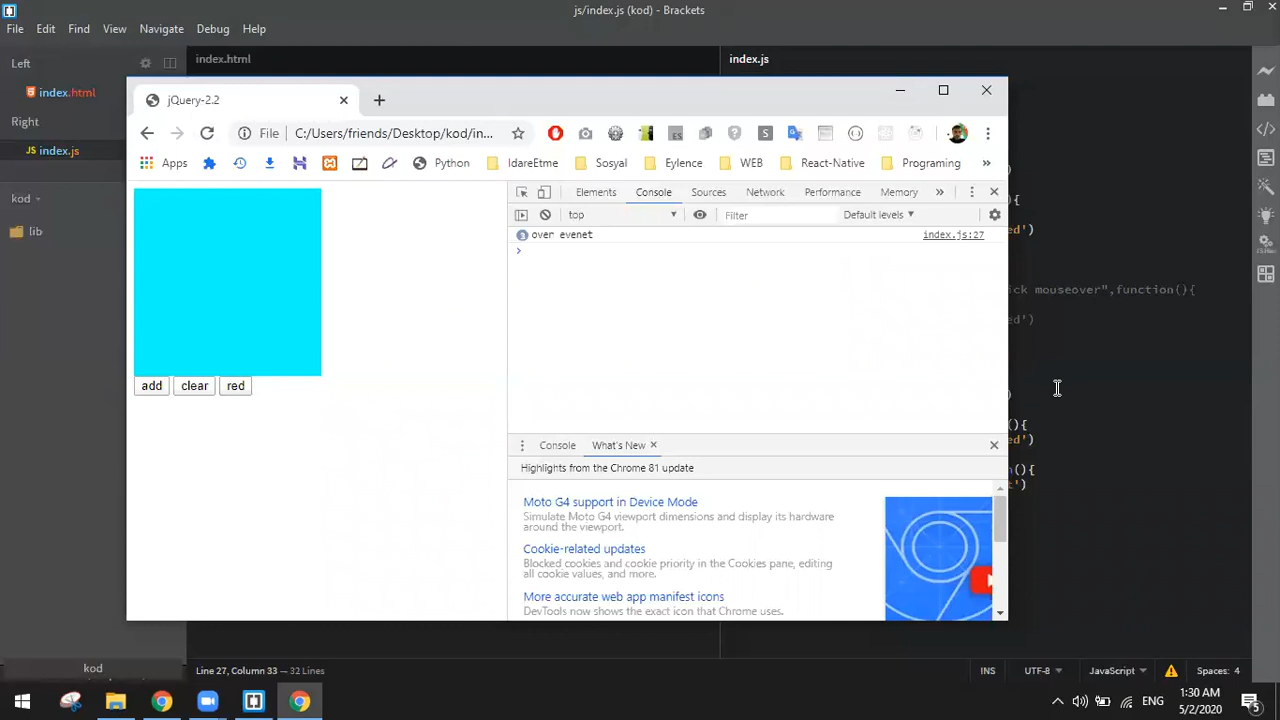 js/index.js (kod) - Brackets
File Edit Find View Navigate Debug Help
Left
index.html
Right
index.js
kod
lib
index.html
index.js
jQuery-2.2
File C:/Users/friends/Desktop/kod/in...
Apps Python IdareEtme Sosyal Eylence WEB React-Native Programing »
Elements Console Sources Network Performance Memory »
top Filter Default levels
3 over evenet index.js:27
>
add clear red
Console What's New
Highlights from the Chrome 81 update
Moto G4 support in Device Mode
Simulate Moto G4 viewport dimensions and display its hardware
around the viewport.
Cookie-related updates
Blocked cookies and cookie priority in the Cookies pane, editing
all cookie values, and more.
More accurate web app manifest icons
DevTools now shows the exact icon that Chrome uses.
)
(){
ed')
ick mouseover",function(){
ed')
)
(){
ed')
n(){
t')
kod
Line 27, Column 33 — 32 Lines
INS UTF-8 JavaScript Spaces: 4
ENG
1:30 AM
5/2/2020
5